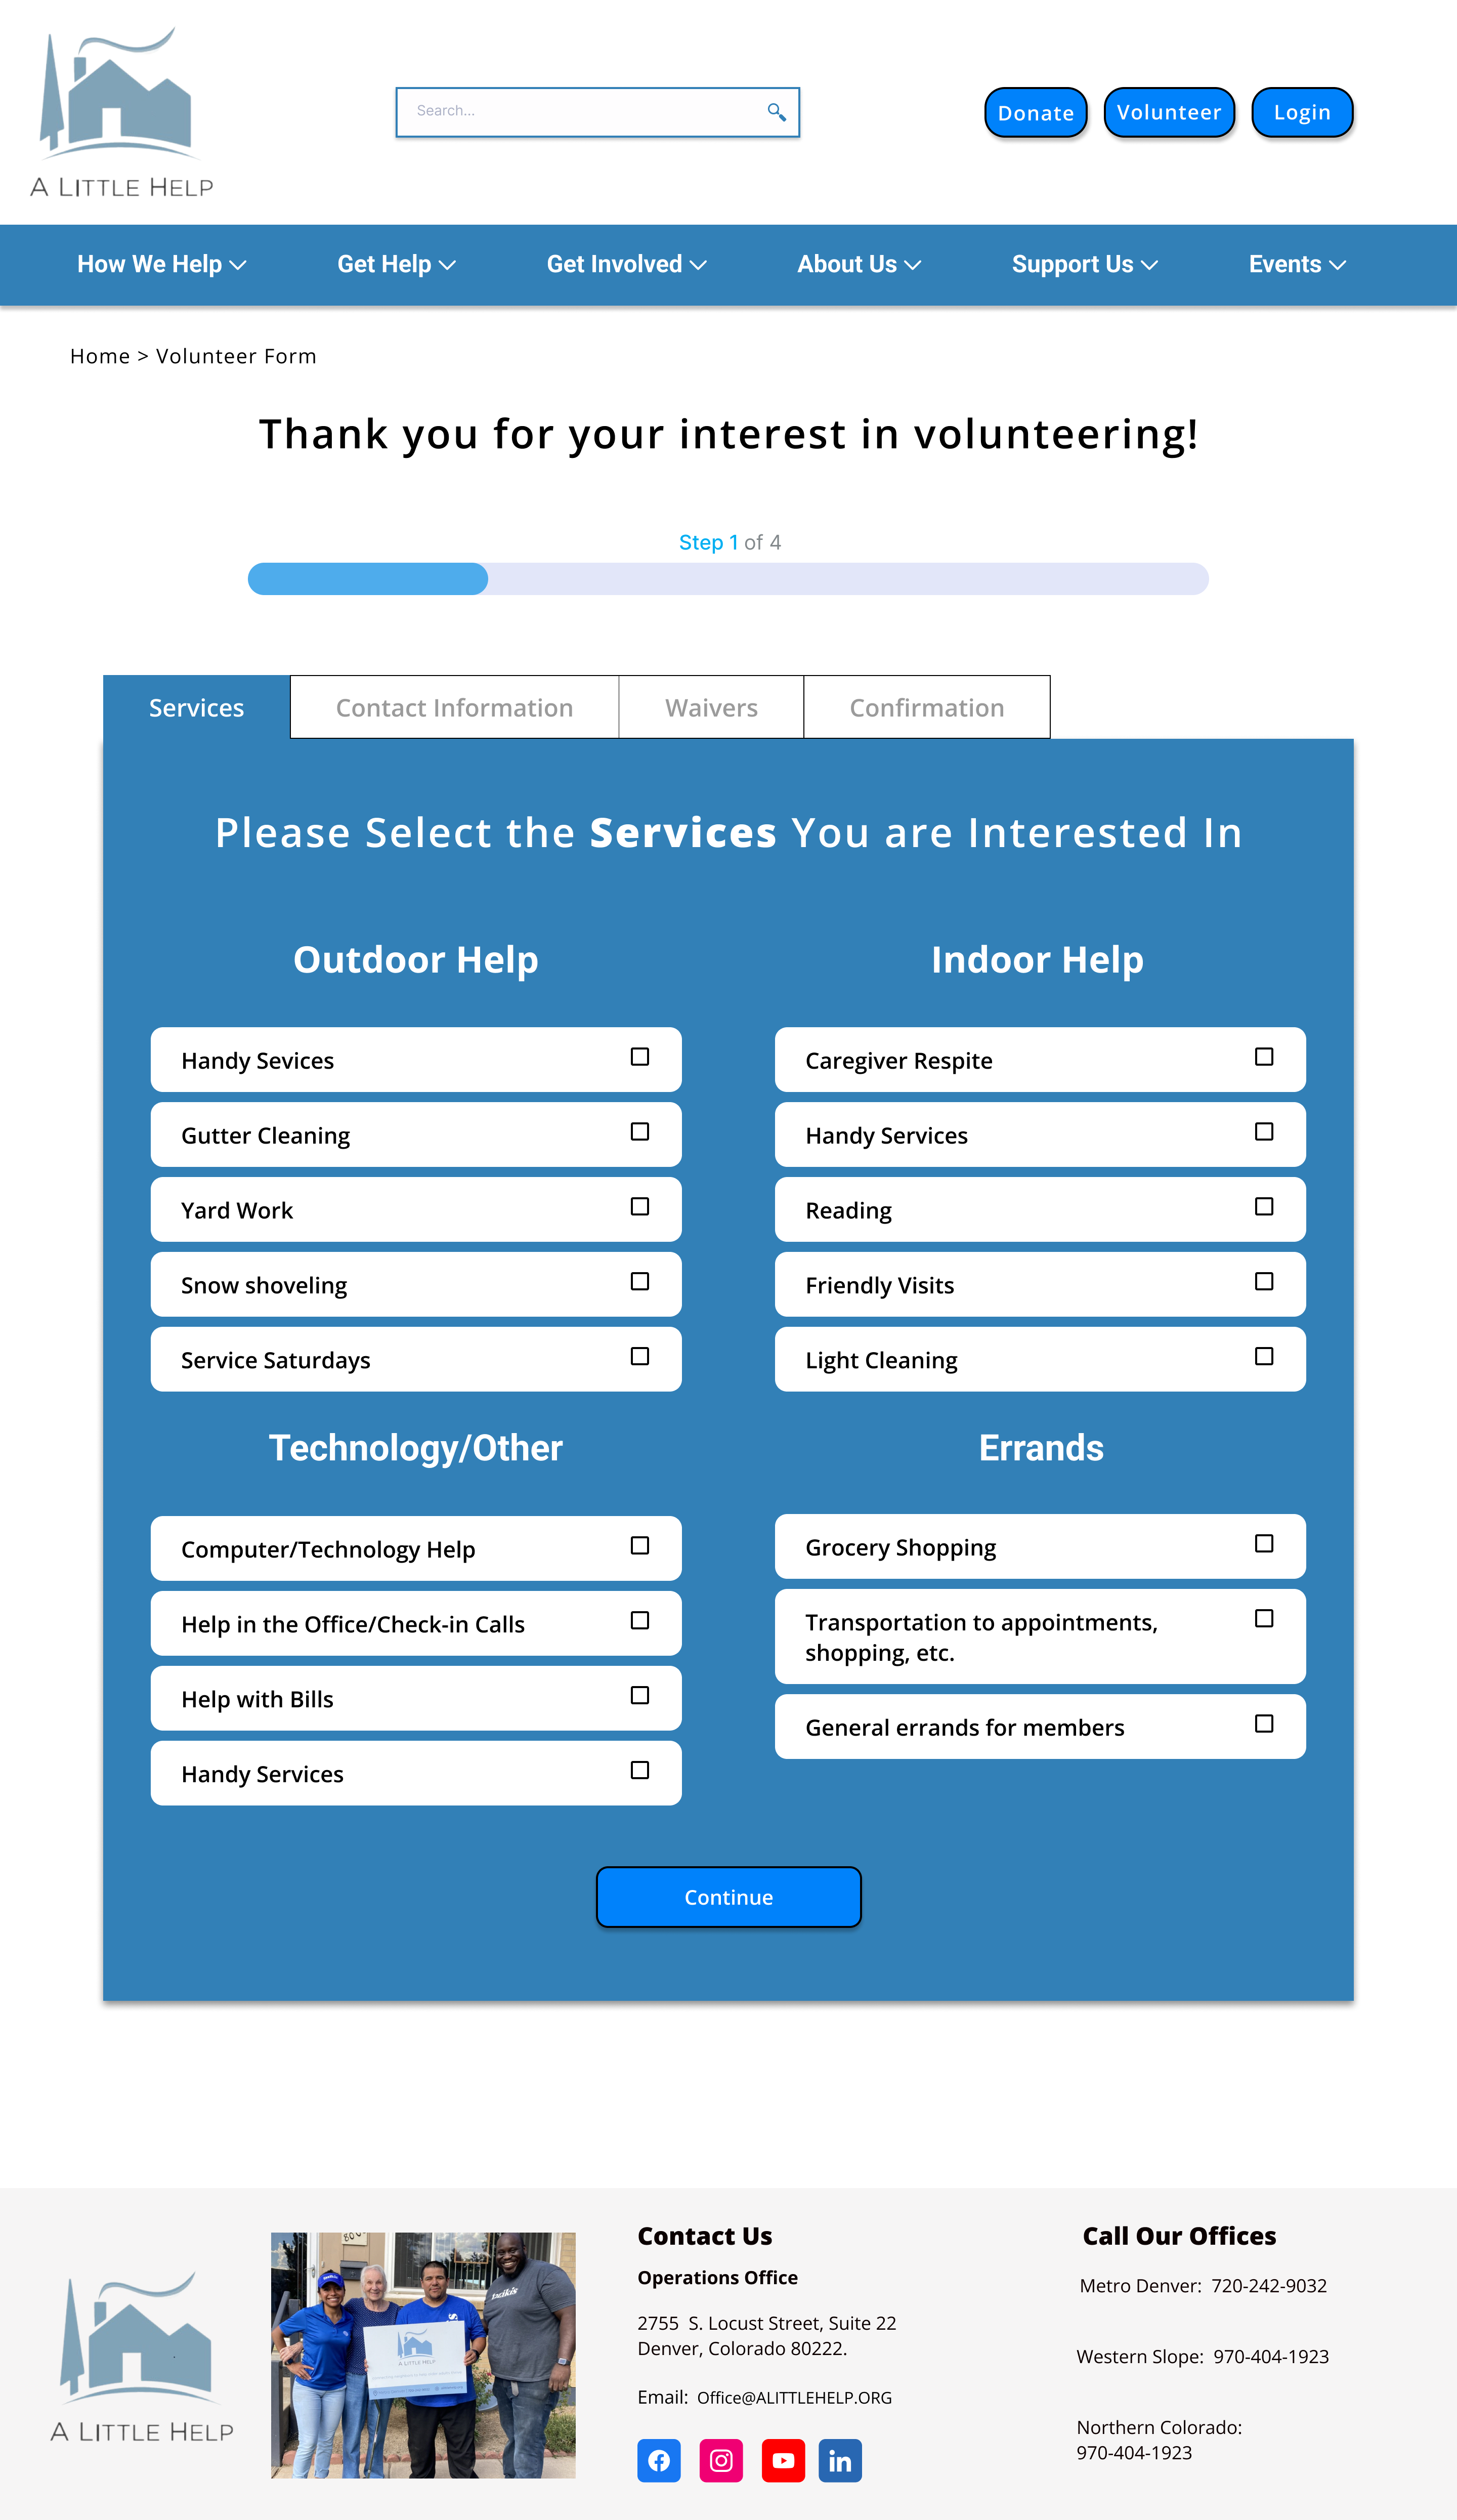 A LITTLE HELP
Search...
Donate
Volunteer
Login
How We Help
Get Help
Get Involved
About Us
Support Us
Events
Home > Volunteer Form
Thank you for your interest in volunteering!
Step 1 of 4
Services
Contact Information
Waivers
Confirmation
Please Select the Services You are Interested In
Outdoor Help
Handy Sevices
Gutter Cleaning
Yard Work
Snow shoveling
Service Saturdays
Indoor Help
Caregiver Respite
Handy Services
Reading
Friendly Visits
Light Cleaning
Technology/Other
Computer/Technology Help
Help in the Office/Check-in Calls
Help with Bills
Handy Services
Errands
Grocery Shopping
Transportation to appointments,
shopping, etc.
General errands for members
Continue
A LITTLE HELP
A LITTLE HELP
Contact Us
Operations Office
2755 S. Locust Street, Suite 22
Denver, Colorado 80222.
Email: Office@ALITTLEHELP.ORG
in
Call Our Offices
Metro Denver: 720-242-9032
Western Slope: 970-404-1923
Northern Colorado:
970-404-1923